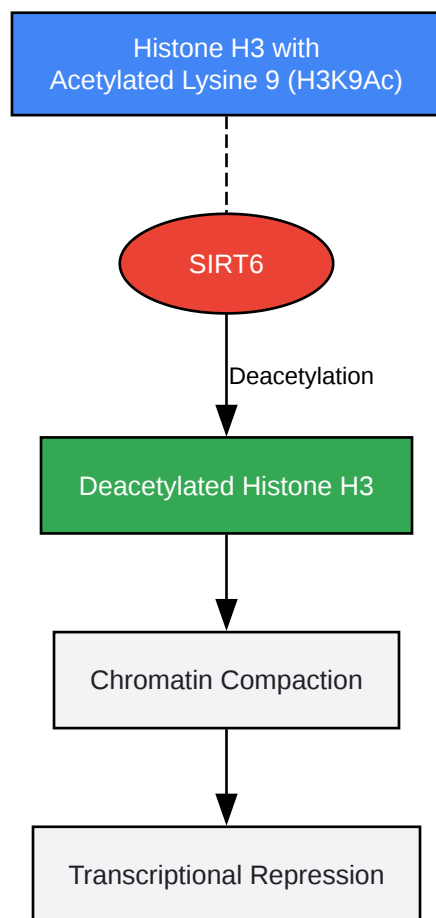 Histone H3 with
Acetylated Lysine 9 (H3K9Ac)
SIRT6
Deacetylation
Deacetylated Histone H3
Chromatin Compaction
Transcriptional Repression